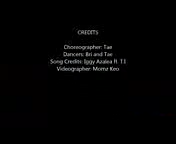 CREDITS
Choreographer: Tae
Dancers: Bri and Tae
Song Credits: Iggy Azalea ft. T.I
Videographer: Momz Keo